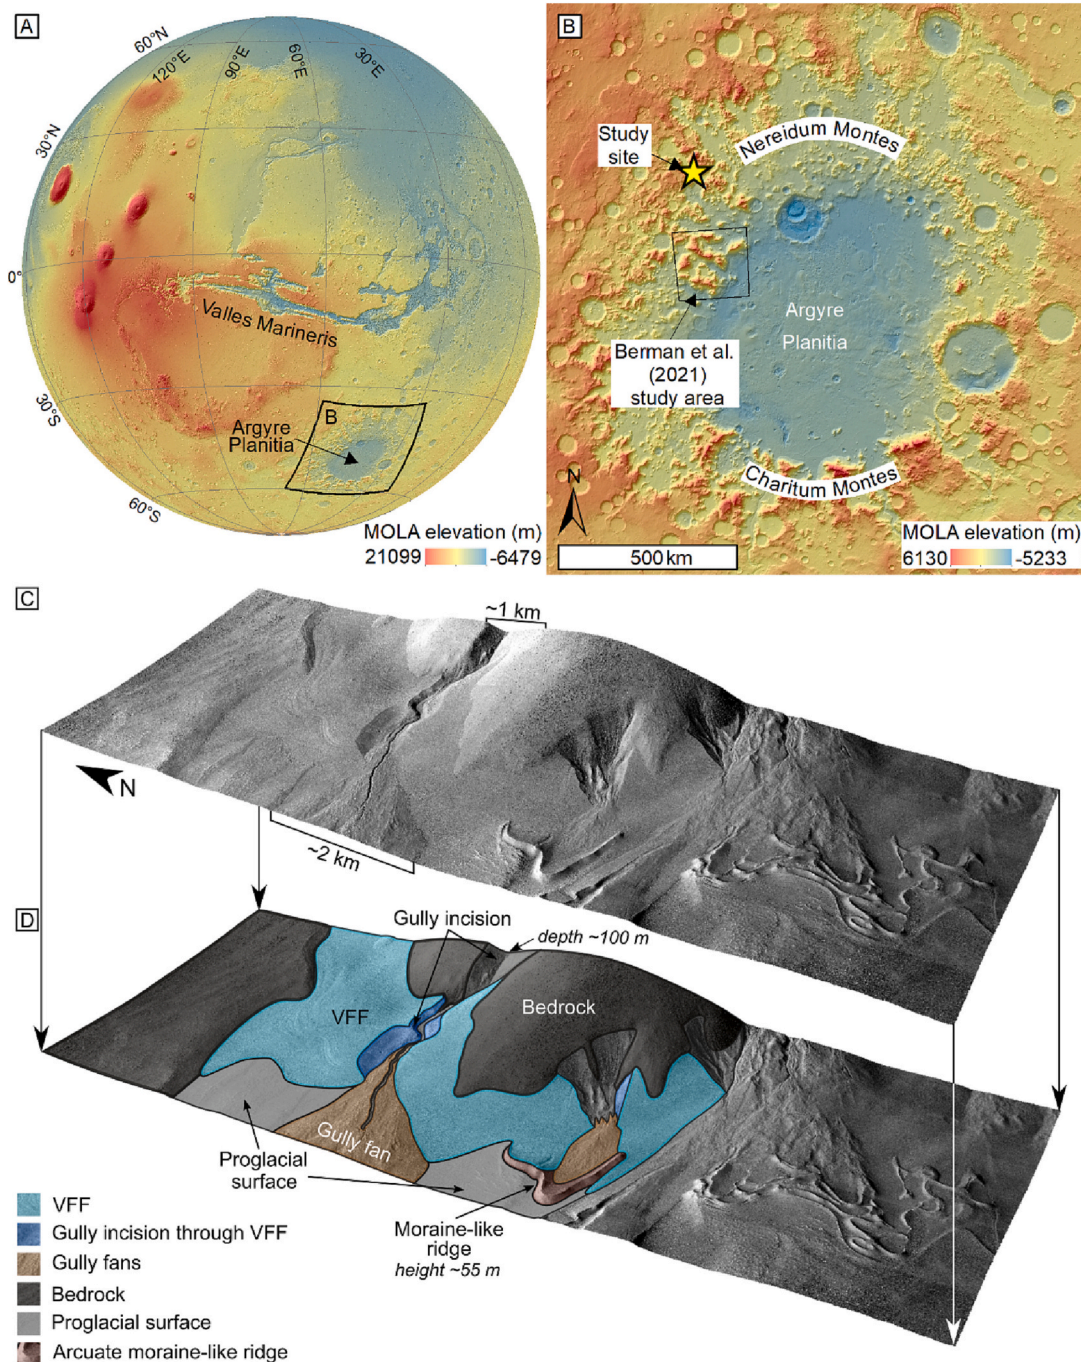 A
60°N
120°E
90°E
60°E
30°E
30°N
0°
Valles Marineris
30°S
B
Argyre
Planitia
60°S
MOLA elevation (m)
21099
-6479
B
Nereidum Montes
Study
site
Argyre
Planitia
Berman et al.
(2021)
study area
Charitum Montes
N
500km
MOLA elevation (m)
6130
-5233
C
~1 km
N
~2 km
D
Gully incision
depth ~100 m
VFF
Bedrock
Gully fan
Proglacial
surface
Moraine-like
ridge
height ~55 m
VFF
Gully incision through VFF
Gully fans
Bedrock
Proglacial surface
Arcuate moraine-like ridge